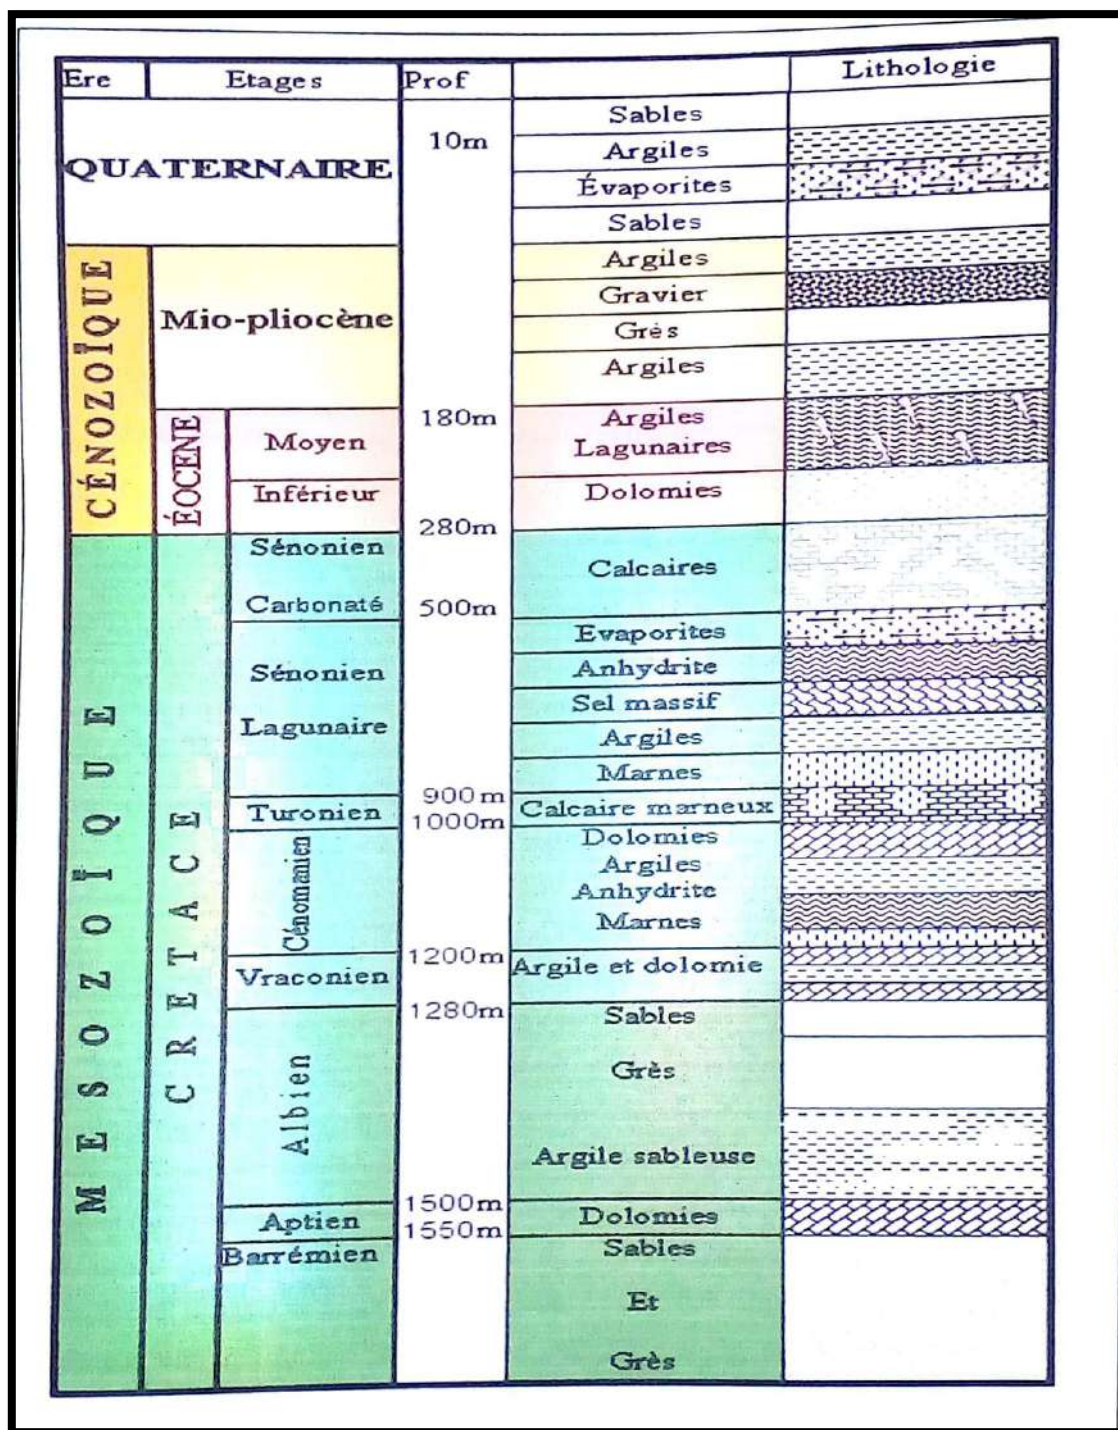 Ere Etages Prof Lithologie
QUATERNAIRE
10m
Sables
Argiles
Évaporites
Sables
CÉNOZOÏQUE
Mio-pliocène
Argiles
Gravier
Grès
Argiles
ÉOCENE
Moyen
180m
Argiles
Lagunaires
Inférieur
Dolomies
280m
MESOZOÏQUE
CRETACE
Sénonien
Carbonaté
Calcaires
500m
Sénonien
Lagunaire
Evaporites
Anhydrite
Sel massif
Argiles
Marnes
900m
Turonien
Calcaire marneux
1000m
Cénomanien
Dolomies
Argiles
Anhydrite
Marnes
1200m
Vraconien
Argile et dolomie
1280m
Albien
Sables
Grès
Argile sableuse
1500m
Aptien
Dolomies
1550m
Barrémien
Sables
Et
Grès